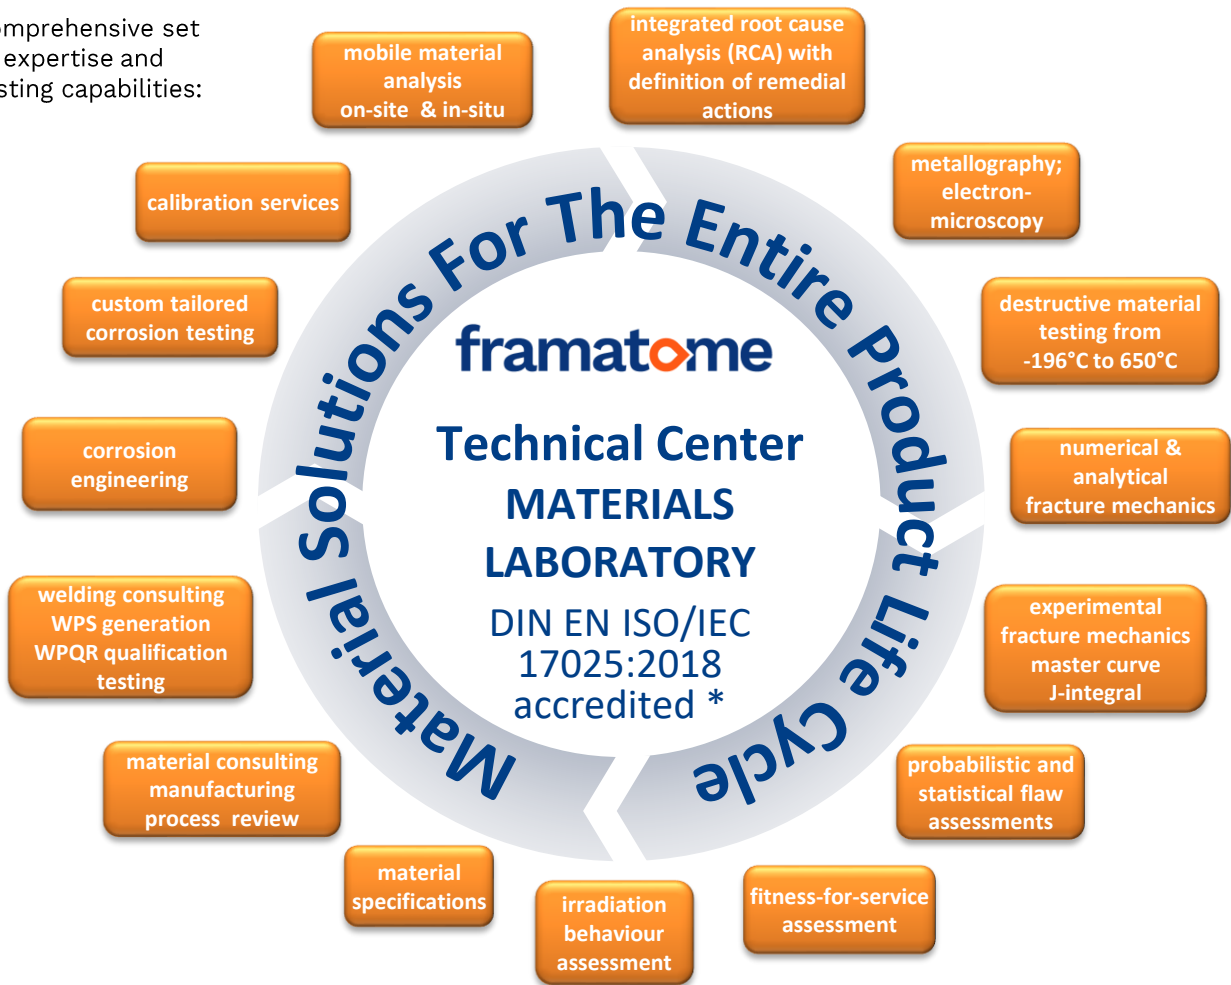 omprehensive set
expertise and
sting capabilities:
mobile material
analysis
on-site & in-situ
integrated root cause
analysis (RCA) with
definition of remedial
actions
metallography;
electron-
microscopy
destructive material
testing from
-196°C to 650°C
numerical &
analytical
fracture mechanics
experimental
fracture mechanics
master curve
J-integral
probabilistic and
statistical flaw
assessments
fitness-for-service
assessment
irradiation
behaviour
assessment
material
specifications
material consulting
manufacturing
process review
welding consulting
WPS generation
WPQR qualification
testing
corrosion
engineering
custom tailored
corrosion testing
calibration services
Material Solutions For The Entire Product Life Cycle
framatome
Technical Center
MATERIALS
LABORATORY
DIN EN ISO/IEC
17025:2018
accredited *